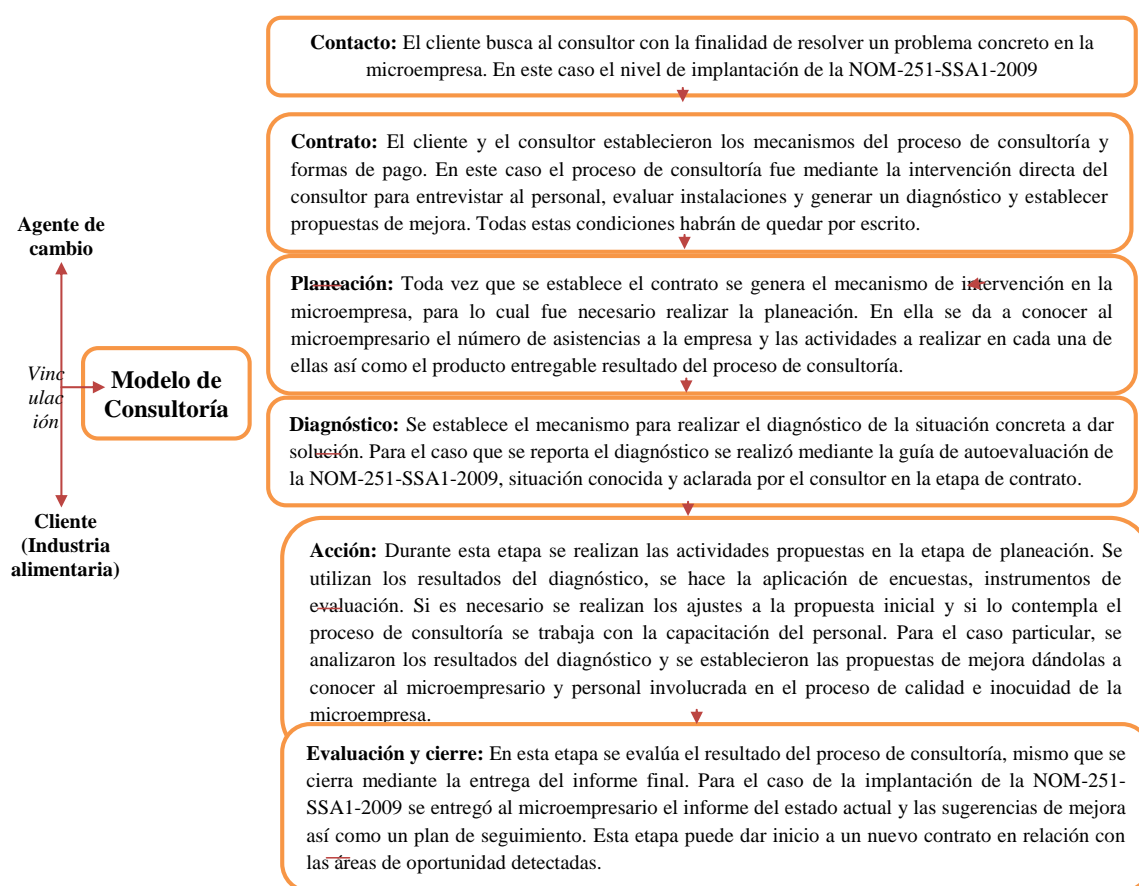 Contacto: El cliente busca al consultor con la finalidad de resolver un problema concreto en la
microempresa. En este caso el nivel de implantación de la NOM-251-SSA1-2009
Contrato: El cliente y el consultor establecieron los mecanismos del proceso de consultoría y
formas de pago. En este caso el proceso de consultoría fue mediante la intervención directa del
consultor para entrevistar al personal, evaluar instalaciones y generar un diagnóstico y establecer
propuestas de mejora. Todas estas condiciones habrán de quedar por escrito.
Agente de
cambio
Vinc
ulac
ión
Modelo de
Consultoría
Cliente
(Industria
alimentaria)
Planeación: Toda vez que se establece el contrato se genera el mecanismo de intervención en la
microempresa, para lo cual fue necesario realizar la planeación. En ella se da a conocer al
microempresario el número de asistencias a la empresa y las actividades a realizar en cada una de
ellas así como el producto entregable resultado del proceso de consultoría.
Diagnóstico: Se establece el mecanismo para realizar el diagnóstico de la situación concreta a dar
solución. Para el caso que se reporta el diagnóstico se realizó mediante la guía de autoevaluación de
la NOM-251-SSA1-2009, situación conocida y aclarada por el consultor en la etapa de contrato.
Acción: Durante esta etapa se realizan las actividades propuestas en la etapa de planeación. Se
utilizan los resultados del diagnóstico, se hace la aplicación de encuestas, instrumentos de
evaluación. Si es necesario se realizan los ajustes a la propuesta inicial y si lo contempla el
proceso de consultoría se trabaja con la capacitación del personal. Para el caso particular, se
analizaron los resultados del diagnóstico y se establecieron las propuestas de mejora dándolas a
conocer al microempresario y personal involucrada en el proceso de calidad e inocuidad de la
microempresa.
Evaluación y cierre: En esta etapa se evalúa el resultado del proceso de consultoría, mismo que se
cierra mediante la entrega del informe final. Para el caso de la implantación de la NOM-251-
SSA1-2009 se entregó al microempresario el informe del estado actual y las sugerencias de mejora
así como un plan de seguimiento. Esta etapa puede dar inicio a un nuevo contrato en relación con
las áreas de oportunidad detectadas.